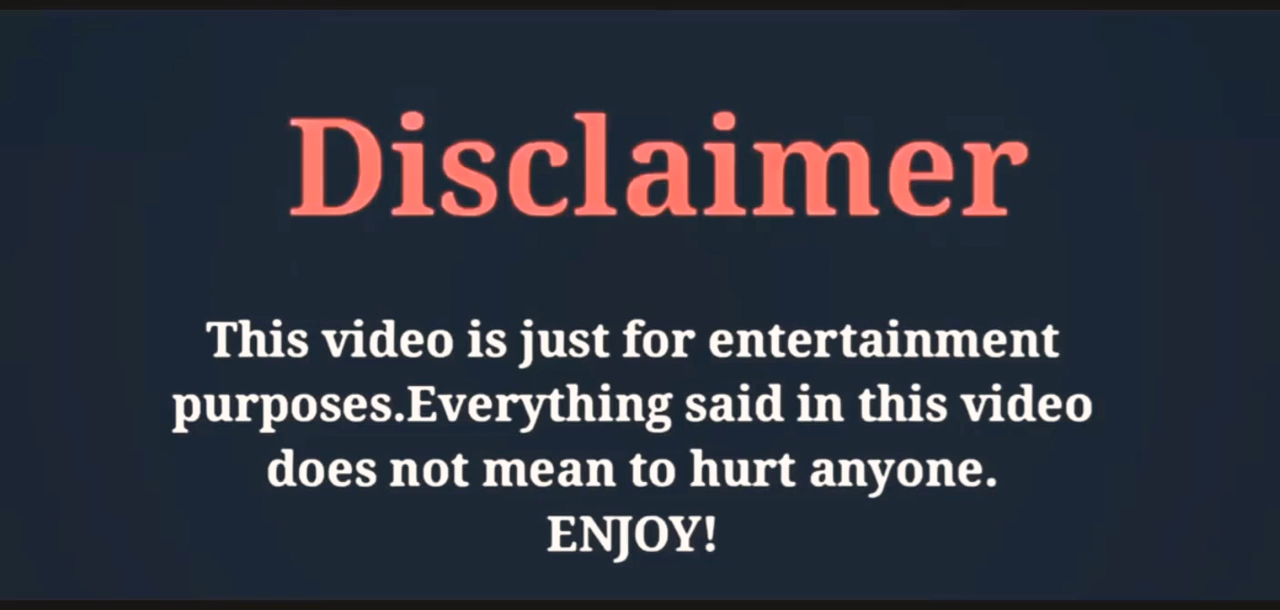 Disclaimer
This video is just for entertainment
purposes.Everything said in this video
does not mean to hurt anyone.
ENJOY!